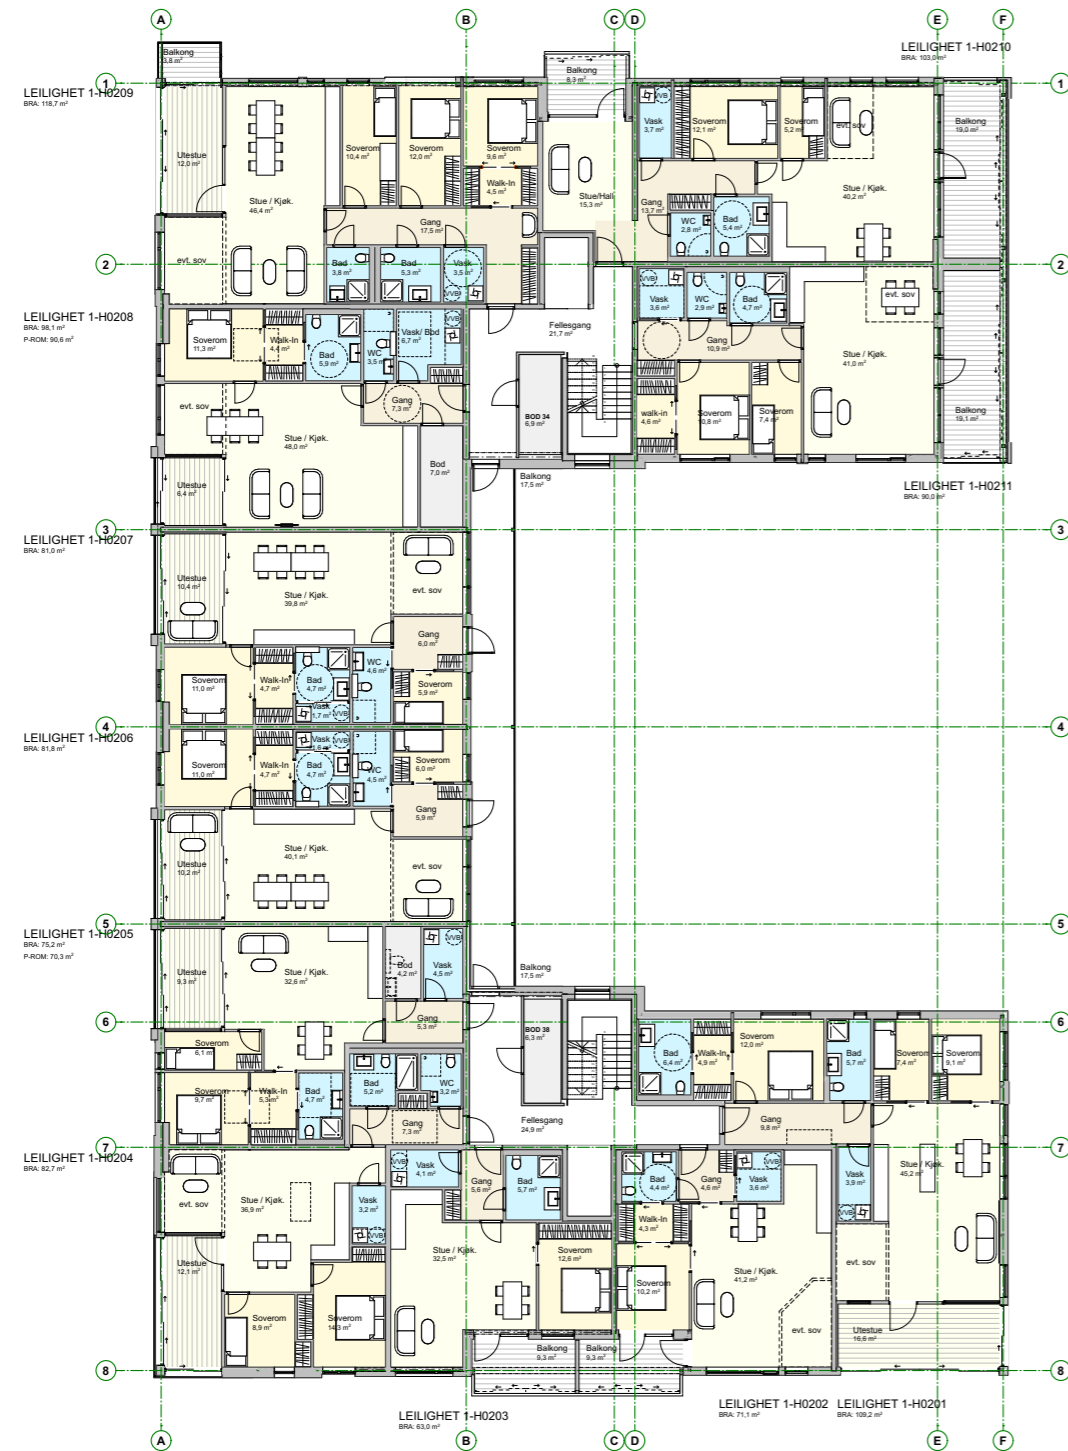 A
B
C
D
E
F
LEILIGHET 1-H0210
BRA: 103,0 m²
Balkong
3,8 m²
Balkong
8,3 m²
1
1
LEILIGHET 1-H0209
BRA: 118,7 m²
Utestue
12,0 m²
Stue / Kjøk.
46,4 m²
evt. sov
Soverom
10,4 m²
Soverom
12,0 m²
Soverom
9,6 m²
Walk-In
4,5 m²
Gang
17,5 m²
Bad
3,8 m²
Bad
5,3 m²
Vask
3,5 m²
VVB
Stue/Hall
15,3 m²
Vask
3,7 m²
VVB
Soverom
12,1 m²
Soverom
5,2 m²
evt. sov
Stue / Kjøk.
40,2 m²
Balkong
19,0 m²
Gang
13,7 m²
WC
2,8 m²
Bad
5,4 m²
2
2
LEILIGHET 1-H0208
BRA: 98,1 m²
P-ROM: 90,6 m²
Soverom
11,3 m²
Walk-In
4,4 m²
Bad
5,9 m²
WC
3,5 m²
Vask/ Bod
6,7 m²
VVB
Gang
7,3 m²
evt. sov
Stue / Kjøk.
48,0 m²
Bod
7,0 m²
Utestue
6,4 m²
Fellesgang
21,7 m²
BOD 34
6,9 m²
VVB
Vask
3,6 m²
WC
2,9 m²
Bad
4,7 m²
Gang
10,9 m²
evt. sov
Stue / Kjøk.
41,0 m²
walk-in
4,6 m²
Soverom
10,8 m²
Soverom
7,4 m²
Balkong
19,1 m²
Balkong
17,5 m²
LEILIGHET 1-H0211
BRA: 90,0 m²
3
3
LEILIGHET 1-H0207
BRA: 81,0 m²
Utestue
10,4 m²
Stue / Kjøk.
39,8 m²
evt. sov
Gang
6,0 m²
Soverom
11,0 m²
Walk-In
4,7 m²
Bad
4,7 m²
Vask
1,7 m²
VVB
WC
4,6 m²
Soverom
5,9 m²
4
4
LEILIGHET 1-H0206
BRA: 81,8 m²
Soverom
11,0 m²
Walk-In
4,7 m²
Vask
1,6 m²
VVB
Bad
4,7 m²
WC
4,5 m²
Soverom
6,0 m²
Gang
5,9 m²
Utestue
10,2 m²
Stue / Kjøk.
40,1 m²
evt. sov
5
5
LEILIGHET 1-H0205
BRA: 75,2 m²
P-ROM: 70,3 m²
Utestue
9,3 m²
Stue / Kjøk.
32,6 m²
Bod
4,2 m²
VVB
Vask
4,5 m²
Gang
5,3 m²
Balkong
17,5 m²
6
6
Soverom
6,1 m²
Soverom
9,7 m²
Walk-In
5,3 m²
Bad
4,7 m²
Bad
5,2 m²
WC
3,2 m²
Gang
7,3 m²
BOD 38
6,3 m²
Fellesgang
24,9 m²
Bad
6,4 m²
Walk-In
4,9 m²
Soverom
12,0 m²
Bad
5,7 m²
Soverom
7,4 m²
Soverom
9,1 m²
Gang
9,8 m²
7
7
LEILIGHET 1-H0204
BRA: 82,7 m²
evt. sov
Stue / Kjøk.
36,9 m²
Vask
3,2 m²
VVB
Utestue
12,1 m²
Soverom
8,9 m²
Soverom
14,3 m²
VVB
Vask
4,1 m²
Gang
5,6 m²
Bad
5,7 m²
Stue / Kjøk.
32,5 m²
Soverom
12,6 m²
Bad
4,4 m²
Gang
4,6 m²
Vask
3,6 m²
VVB
Walk-In
4,3 m²
Soverom
10,2 m²
Stue / Kjøk.
41,2 m²
evt. sov
Vask
3,9 m²
VVB
Stue / Kjøk.
45,2 m²
evt. sov
Utestue
16,6 m²
Balkong
9,3 m²
Balkong
9,3 m²
8
8
LEILIGHET 1-H0203
BRA: 63,0 m²
LEILIGHET 1-H0202
BRA: 71,1 m²
LEILIGHET 1-H0201
BRA: 109,2 m²
A
B
C
D
E
F